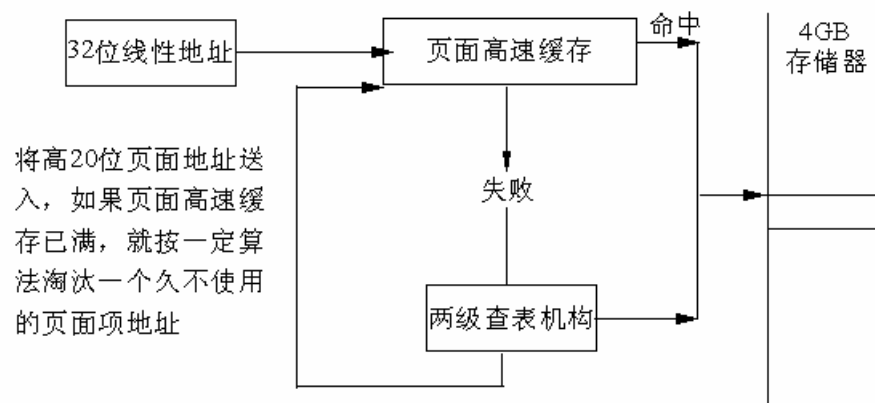 32位线性地址
页面高速缓存
命中
4GB
存储器
将高20位页面地址送
入，如果页面高速缓
存已满，就按一定算
法淘汰一个久不使用
的页面项地址
失败
两级查表机构